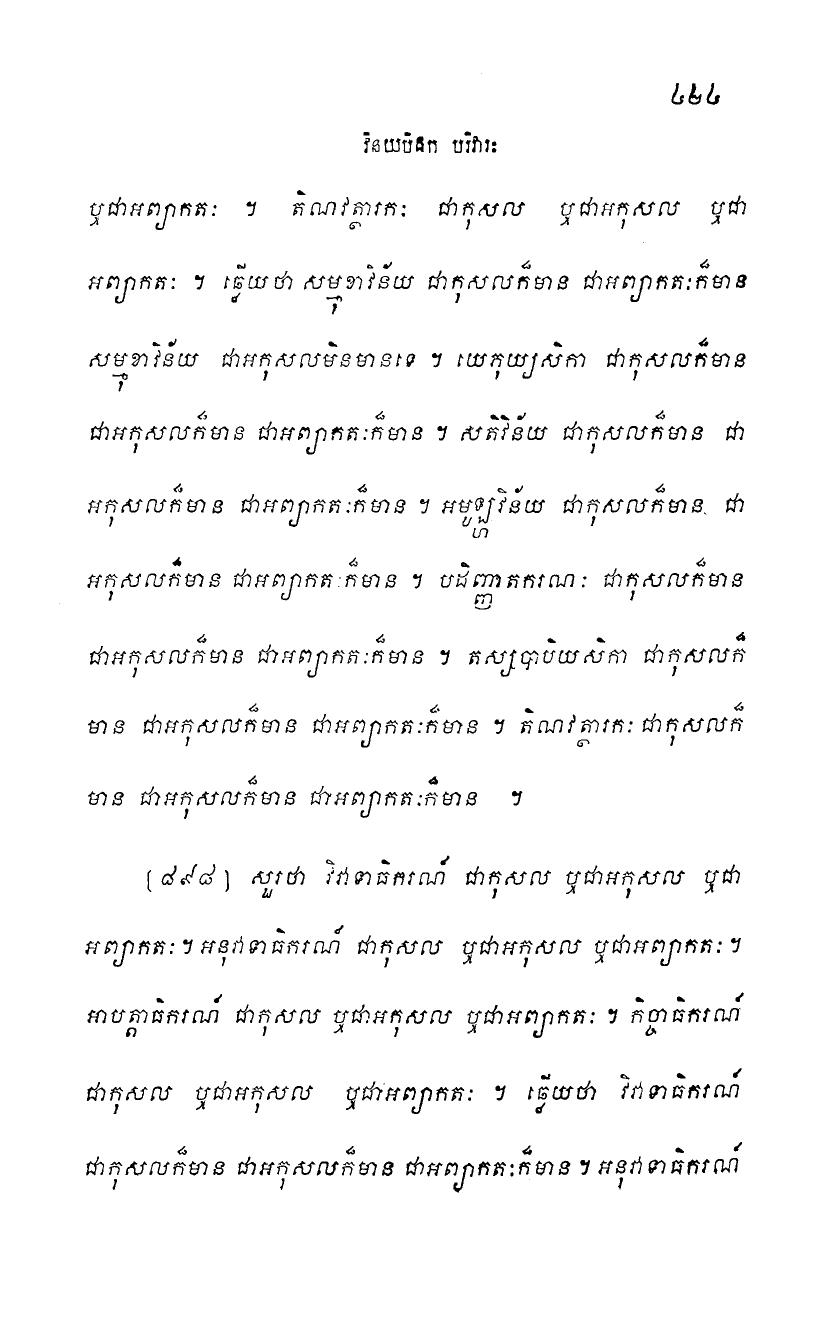 ៤២៤
វិនយបិដក បរិវារៈ
ឬជាអព្យាកតៈ ។ តិណវត្ថារកៈ ជាកុសល ឬជាអកុសល ឬជា
អព្យាកតៈ ។ ឆ្លើយថា សម្មុខាវិន័យ ជាកុសលក៏មាន ជាអព្យាកតៈក៏មាន
សម្មុខាវិន័យ ជាអកុសលមិនមានទេ ។ យេភុយ្យសិកា ជាកុសលក៏មាន
ជាអកុសលក៏មាន ជាអព្យាកតៈក៏មាន ។ សតិវិន័យ ជាកុសលក៏មាន ជា
អកុសលក៏មាន ជាអព្យាកតៈក៏មាន ។ អមូឡ្ហវិន័យ ជាកុសលក៏មាន ជា
អកុសលក៏មាន ជាអព្យាកតៈក៏មាន ។ បដិញ្ញាតករណៈ ជាកុសលក៏មាន
ជាអកុសលក៏មាន ជាអព្យាកតៈក៏មាន ។ តស្សបាបិយសិកា ជាកុសលក៏
មាន ជាអកុសលក៏មាន ជាអព្យាកតៈក៏មាន ។ តិណវត្ថារកៈ ជាកុសលក៏
មាន ជាអកុសលក៏មាន ជាអព្យាកតៈក៏មាន ។
[៨៩៨] សួរថា វិវាទាធិករណ៍ ជាកុសល ឬជាអកុសល ឬជា
អព្យាកតៈ ។ អនុវាទាធិករណ៍ ជាកុសល ឬជាអកុសល ឬជាអព្យាកតៈ ។
អាបត្តាធិករណ៍ ជាកុសល ឬជាអកុសល ឬជាអព្យាកតៈ ។ កិច្ចាធិករណ៍
ជាកុសល ឬជាអកុសល ឬជាអព្យាកតៈ ។ ឆ្លើយថា វិវាទាធិករណ៍
ជាកុសលក៏មាន ជាអកុសលក៏មាន ជាអព្យាកតៈក៏មាន ។ អនុវាទាធិករណ៍